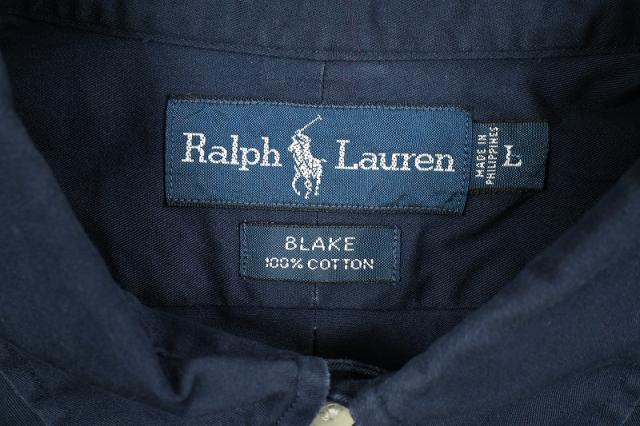 Ralph Lauren
MADE IN
PHILIPPINES
L
BLAKE
100% COTTON